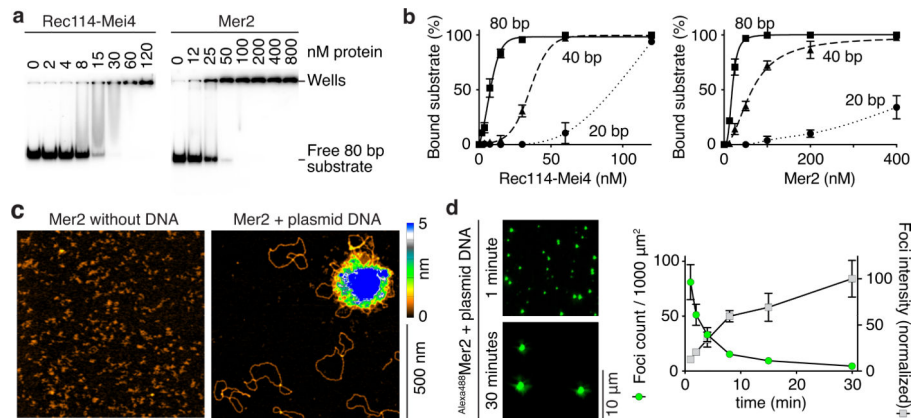 a
Rec114-Mei4
Mer2
0 2 4 8 15 30 60 120
0 12 25 50 100 200 400 800
nM protein
Wells
Free 80 bp
substrate
b
Bound substrate (%)
100
50
0
80 bp
40 bp
20 bp
0 50 100
Rec114-Mei4 (nM)
Bound substrate (%)
100
50
0
80 bp
40 bp
20 bp
0 200 400
Mer2 (nM)
c
Mer2 without DNA
Mer2 + plasmid DNA
5
nm
0
500 nm
d
Alexa488Mer2 + plasmid DNA
1 minute
30 minutes
10 μm
Foci count / 1000 μm2
100
50
0
0 10 20 30
time (min)
100
50
0
Foci intensity
(normalized)